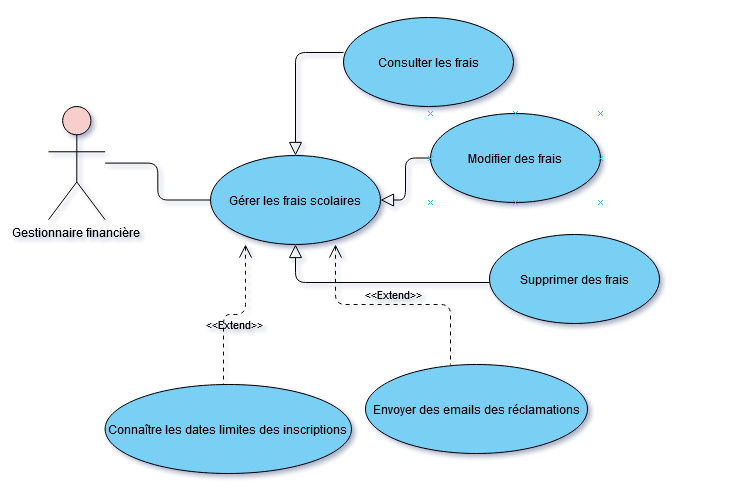 Consulter les frais
Modifier des frais
Gérer les frais scolaires
Gestionnaire financière
Supprimer des frais
<<Extend>>
<<Extend>>
Envoyer des emails des réclamations
Connaître les dates limites des inscriptions